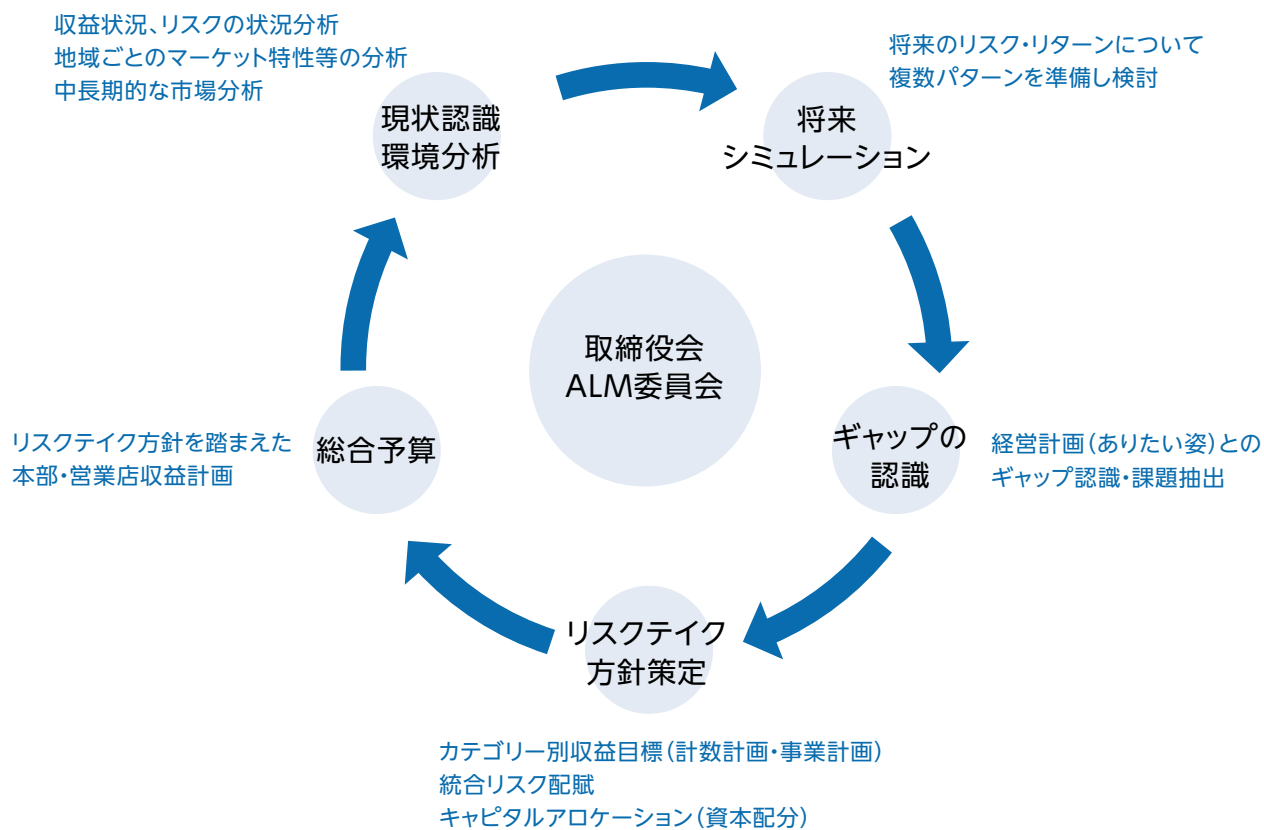 収益状況、リスクの状況分析
地域ごとのマーケット特性等の分析
中長期的な市場分析
現状認識
環境分析
将来のリスク・リターンについて
複数パターンを準備し検討
将来
シミュレーション
取締役会
ALM委員会
ギャップの
認識
経営計画（ありたい姿）との
ギャップ認識・課題抽出
リスクテイク
方針策定
カテゴリー別収益目標（計数計画・事業計画）
統合リスク配賦
キャピタルアロケーション（資本配分）
総合予算
リスクテイク方針を踏まえた
本部・営業店収益計画